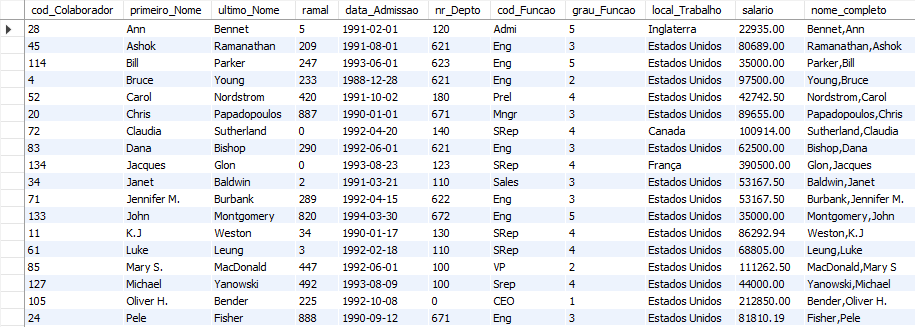 cod_Colaborador primeiro_Nome ultimo_Nome ramal data_Admissao nr_Depto cod_Funcao grau_Funcao local_Trabalho salario nome_completo
28 Ann Bennet 5 1991-02-01 120 Admi 5 Inglaterra 22935.00 Bennet,Ann
45 Ashok Ramanathan 209 1991-08-01 621 Eng 3 Estados Unidos 80689.00 Ramanathan,Ashok
114 Bill Parker 247 1993-06-01 623 Eng 5 Estados Unidos 35000.00 Parker,Bill
4 Bruce Young 233 1988-12-28 621 Eng 2 Estados Unidos 97500.00 Young,Bruce
52 Carol Nordstrom 420 1991-10-02 180 Prel 4 Estados Unidos 42742.50 Nordstrom,Carol
20 Chris Papadopoulos 887 1990-01-01 671 Mngr 3 Estados Unidos 89655.00 Papadopoulos,Chris
72 Claudia Sutherland 0 1992-04-20 140 SRep 4 Canada 100914.00 Sutherland,Claudia
83 Dana Bishop 290 1992-06-01 621 Eng 3 Estados Unidos 62500.00 Bishop,Dana
134 Jacques Glon 0 1993-08-23 123 SRep 4 França 390500.00 Glon,Jacques
34 Janet Baldwin 2 1991-03-21 110 Sales 3 Estados Unidos 53167.50 Baldwin,Janet
71 Jennifer M. Burbank 289 1992-04-15 622 Eng 3 Estados Unidos 53167.50 Burbank,Jennifer M.
133 John Montgomery 820 1994-03-30 672 Eng 5 Estados Unidos 35000.00 Montgomery,John
11 K.J Weston 34 1990-01-17 130 SRep 4 Estados Unidos 86292.94 Weston,K.J
61 Luke Leung 3 1992-02-18 110 SRep 4 Estados Unidos 68805.00 Leung,Luke
85 Mary S. MacDonald 447 1992-06-01 100 VP 2 Estados Unidos 111262.50 MacDonald,Mary S
127 Michael Yanowski 492 1993-08-09 100 Srep 4 Estados Unidos 44000.00 Yanowski,Michael
105 Oliver H. Bender 225 1992-10-08 0 CEO 1 Estados Unidos 212850.00 Bender,Oliver H.
24 Pele Fisher 888 1990-09-12 671 Eng 3 Estados Unidos 81810.19 Fisher,Pele